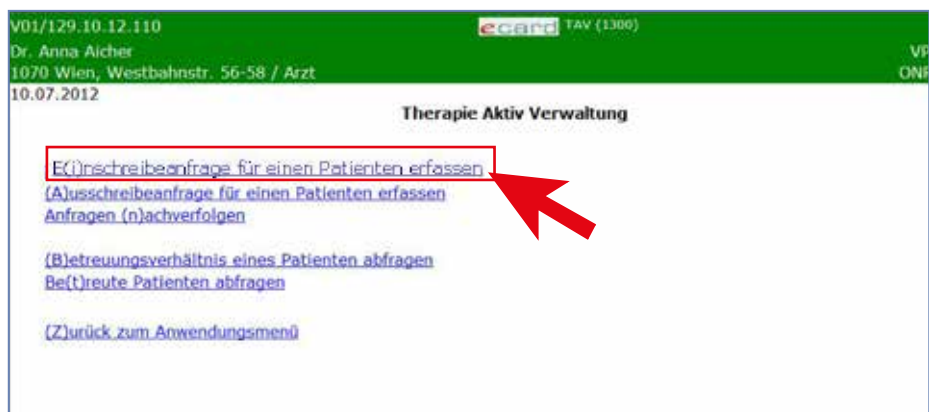 V01/129.10.12.110 ecard TAV (1300)
Dr. Anna Aicher VP
1070 Wien, Westbahnstr. 56-58 / Arzt
10.07.2012
Therapie Aktiv Verwaltung
E(i)nschreibeanfrage für einen Patienten erfassen
(A)usschreibeanfrage für einen Patienten erfassen
Anfragen (n)achverfolgen
(B)etreuungsverhältnis eines Patienten abfragen
Be(t)reute Patienten abfragen
(Z)urück zum Anwendungsmenü